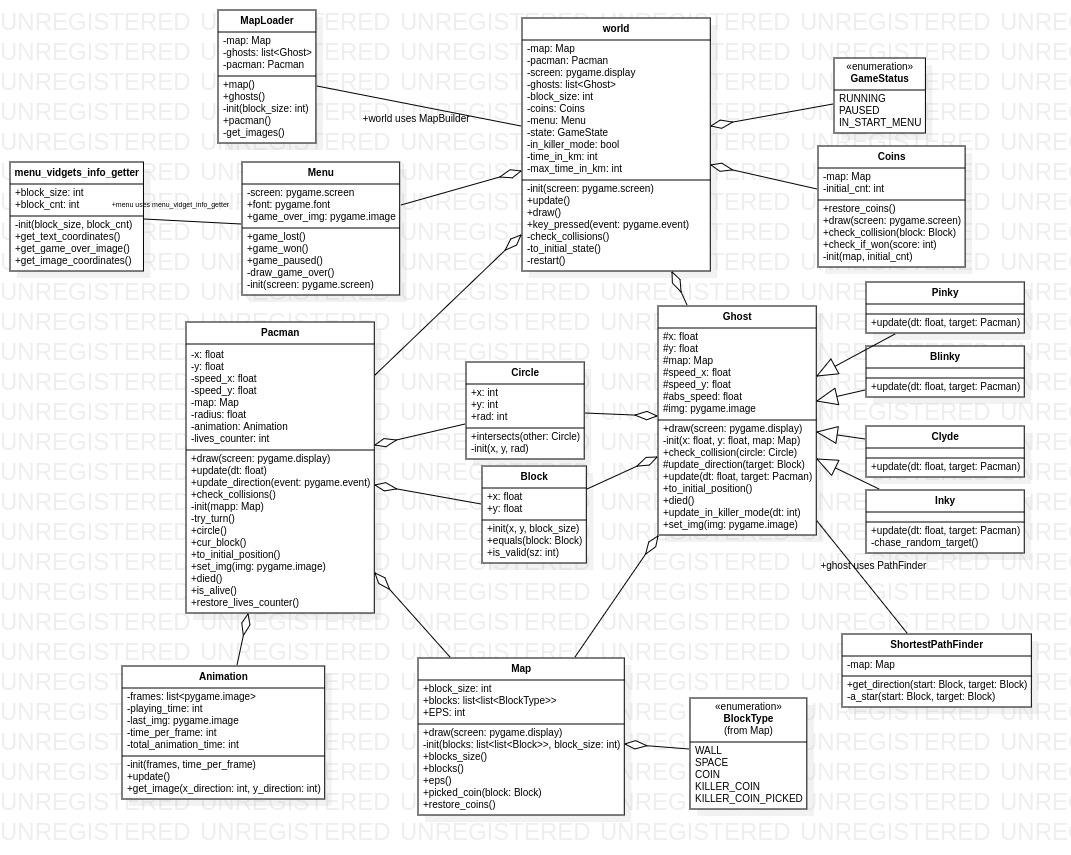 MapLoader
-map: Map
-ghosts: list<Ghost>
-pacman: Pacman
+map()
+ghosts()
-init(block_size: int)
+pacman()
-get_images()
world
-map: Map
-pacman: Pacman
-screen: pygame.display
-ghosts: list<Ghost>
-block_size: int
-coins: Coins
-menu: Menu
-state: GameState
-in_killer_mode: bool
-time_in_km: int
-max_time_in_km: int
-init(screen: pygame.screen)
+update()
+draw()
+key_pressed(event: pygame.event)
-check_collisions()
-to_initial_state()
-restart()
«enumeration»
GameStatus
RUNNING
PAUSED
IN_START_MENU
+world uses MapBuilder
Coins
-map: Map
-initial_cnt: int
+restore_coins()
+draw(screen: pygame.screen)
+check_collision(block: Block)
+check_if_won(score: int)
-init(map, initial_cnt)
menu_vidgets_info_getter
+block_size: int
+block_cnt: int
-init(block_size, block_cnt)
+get_text_coordinates()
+get_game_over_image()
+get_image_coordinates()
+menu uses menu_vidget_info_getter
Menu
-screen: pygame.screen
+font: pygame.font
+game_over_img: pygame.image
+game_lost()
+game_won()
+game_paused()
-draw_game_over()
-init(screen: pygame.screen)
Pinky
+update(dt: float, target: Pacman)
Blinky
+update(dt: float, target: Pacman)
Clyde
+update(dt: float, target: Pacman)
Inky
+update(dt: float, target: Pacman)
-chase_random_target()
Ghost
#x: float
#y: float
#map: Map
#speed_x: float
#speed_y: float
#abs_speed: float
#img: pygame.image
+draw(screen: pygame.display)
-init(x: float, y: float, map: Map)
+check_collision(circle: Circle)
#update_direction(target: Block)
+update(dt: float, target: Pacman)
+to_initial_position()
+died()
+update_in_killer_mode(dt: int)
+set_img(img: pygame.image)
Pacman
-x: float
-y: float
-speed_x: float
-speed_y: float
-map: Map
-radius: float
-animation: Animation
-lives_counter: int
+draw(screen: pygame.display)
+update(dt: float)
+update_direction(event: pygame.event)
+check_collisions()
-init(mapp: Map)
-try_turn()
+circle()
+cur_block()
+to_initial_position()
+set_img(img: pygame.image)
+died()
+is_alive()
+restore_lives_counter()
Circle
+x: int
+y: int
+rad: int
+intersects(other: Circle)
-init(x, y, rad)
Block
+x: float
+y: float
+init(x, y, block_size)
+equals(block: Block)
+is_valid(sz: int)
+ghost uses PathFinder
ShortestPathFinder
-map: Map
+get_direction(start: Block, target: Block)
-a_star(start: Block, target: Block)
Animation
-frames: list<pygame.image>
-playing_time: int
-last_img: pygame.image
-time_per_frame: int
-total_animation_time: int
-init(frames, time_per_frame)
+update()
+get_image(x_direction: int, y_direction: int)
Map
+block_size: int
+blocks: list<list<BlockType>>
+EPS: int
+draw(screen: pygame.display)
-init(blocks: list<list<Block>>, block_size: int)
+blocks_size()
+blocks()
+eps()
+picked_coin(block: Block)
+restore_coins()
«enumeration»
BlockType
(from Map)
WALL
SPACE
COIN
KILLER_COIN
KILLER_COIN_PICKED
UNREGISTERED